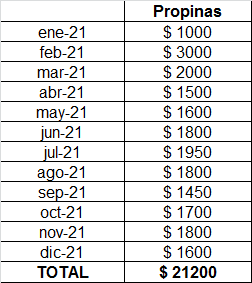 Propinas
ene-21 $ 1000
feb-21 $ 3000
mar-21 $ 2000
abr-21 $ 1500
may-21 $ 1600
jun-21 $ 1800
jul-21 $ 1950
ago-21 $ 1800
sep-21 $ 1450
oct-21 $ 1700
nov-21 $ 1800
dic-21 $ 1600
TOTAL $ 21200